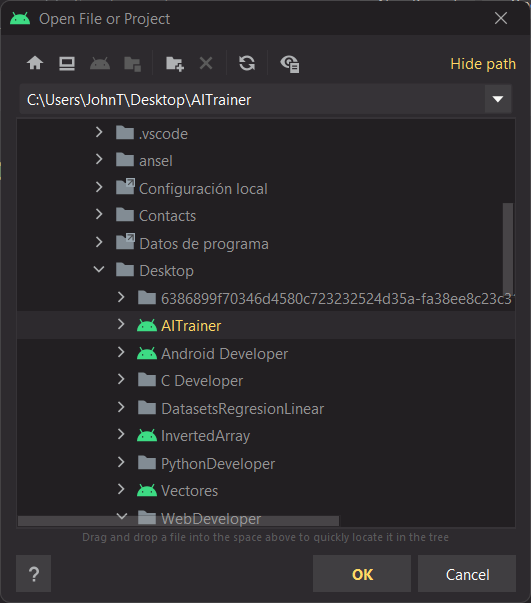 Open File or Project
Hide path
C:\Users\JohnT\Desktop\AITrainer
.vscode
ansel
Configuración local
Contacts
Datos de programa
Desktop
6386899f70346d4580c723232524d35a-fa38ee8c23c31
AITrainer
Android Developer
C Developer
DatasetsRegresionLinear
InvertedArray
PythonDeveloper
Vectores
WebDeveloper
Drag and drop a file into the space above to quickly locate it in the tree
?
OK
Cancel